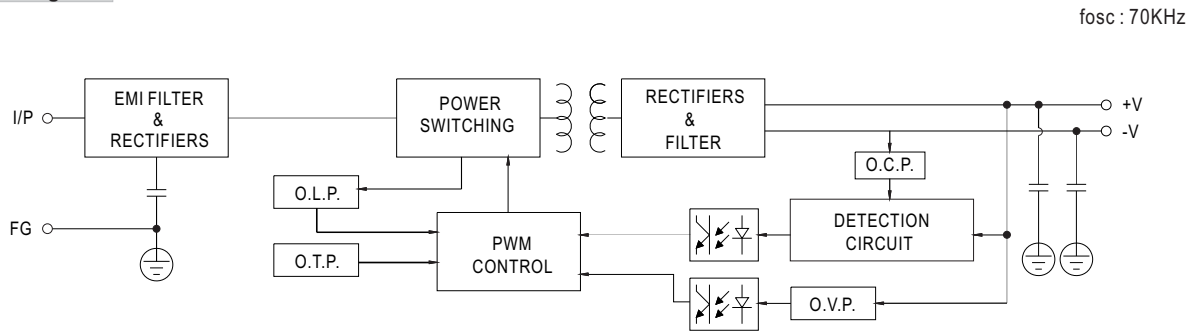 fosc : 70KHz
I/P
EMI FILTER
&
RECTIFIERS
POWER
SWITCHING
RECTIFIERS
&
FILTER
+V
-V
O.C.P.
O.L.P.
FG
PWM
CONTROL
DETECTION
CIRCUIT
O.T.P.
O.V.P.